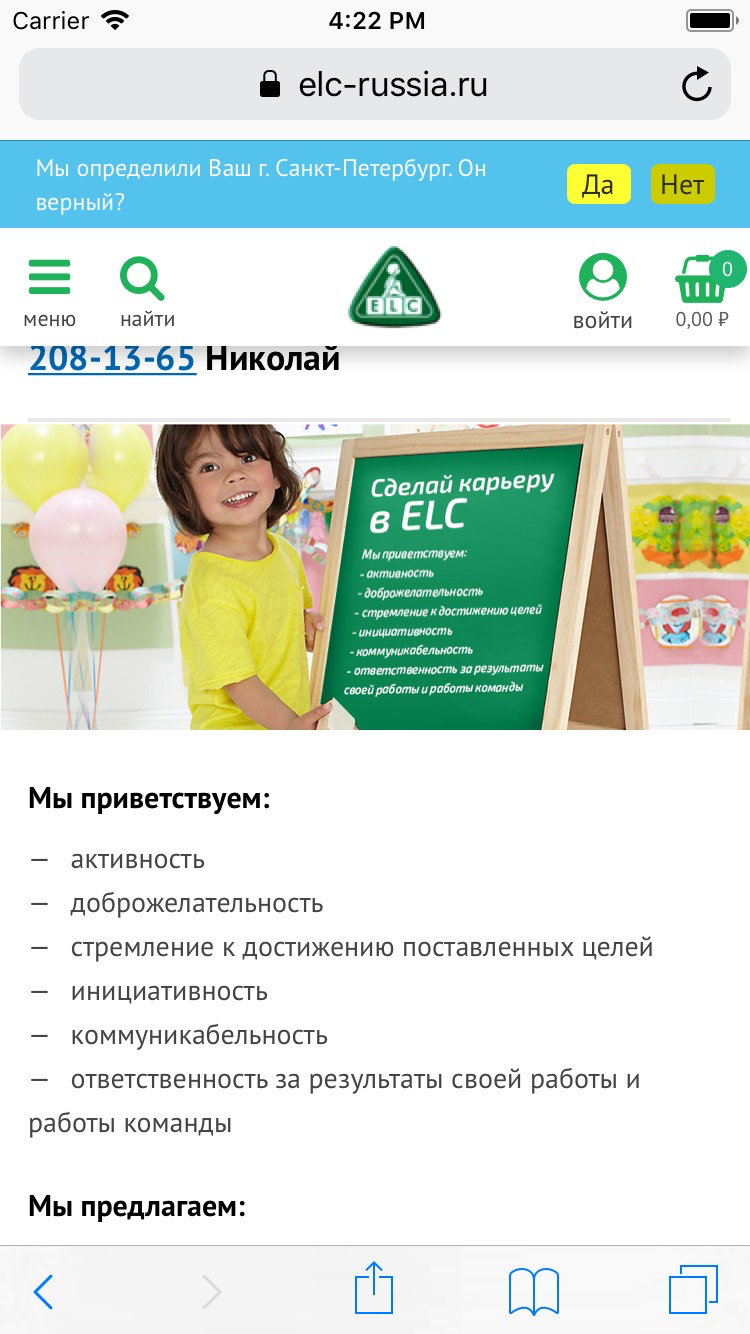 Carrier 4:22 PM
elc-russia.ru
Мы определили Ваш г. Санкт-Петербург. Он
верный?
Да Нет
меню найти ELC войти 0
0,00 ₽
208-13-65 Николай
Сделай карьеру
в ELC
Мы приветствуем:
- активность
- доброжелательность
- стремление к достижению целей
- инициативность
- коммуникабельность
- ответственность за результаты
своей работы и работы команды
Мы приветствуем:
— активность
— доброжелательность
— стремление к достижению поставленных целей
— инициативность
— коммуникабельность
— ответственность за результаты своей работы и
работы команды
Мы предлагаем: